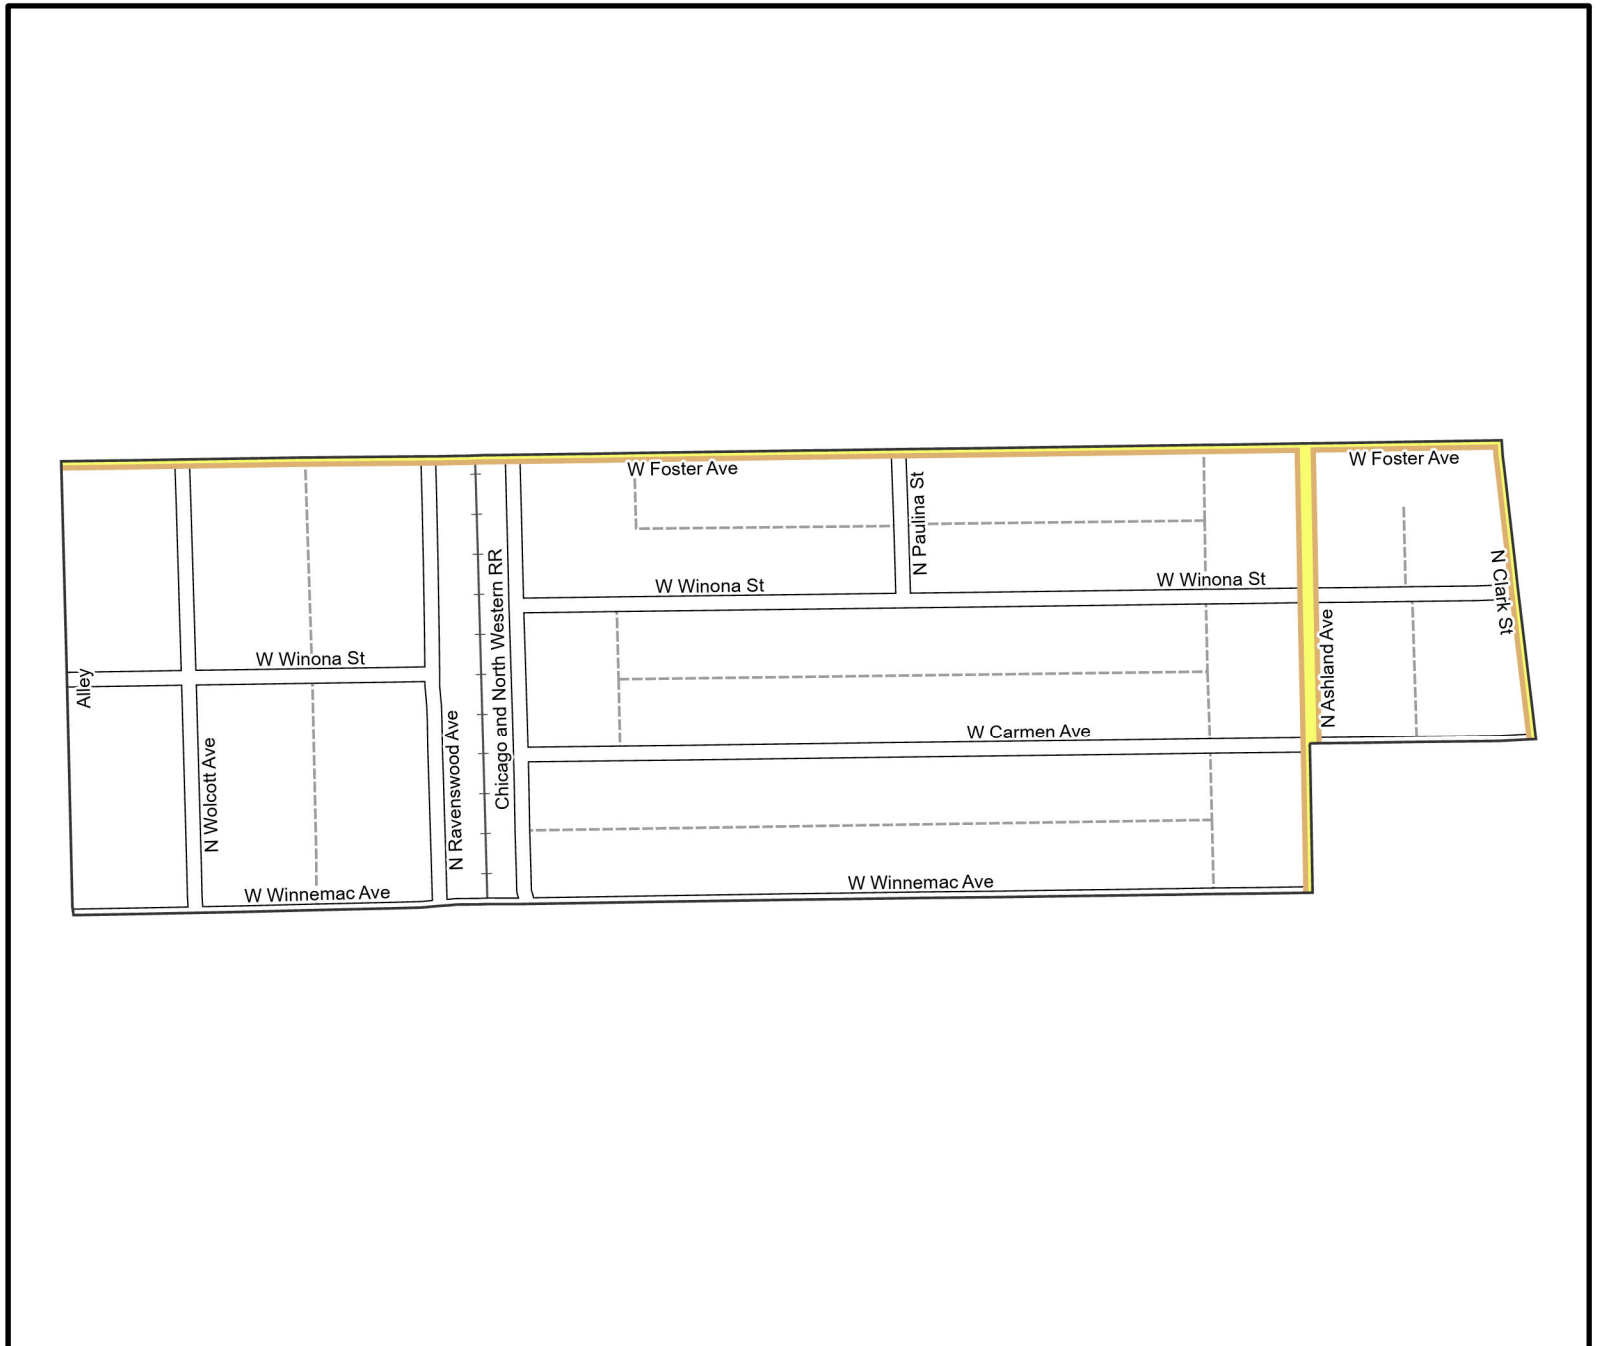 W Foster Ave
W Foster Ave
N Paulina St
Chicago and North Western RR
W Winona St
W Winona St
N Clark St
W Winona St
N Ashland Ave
Alley
W Carmen Ave
N Wolcott Ave
N Ravenswood Ave
W Winnemac Ave
W Winnemac Ave